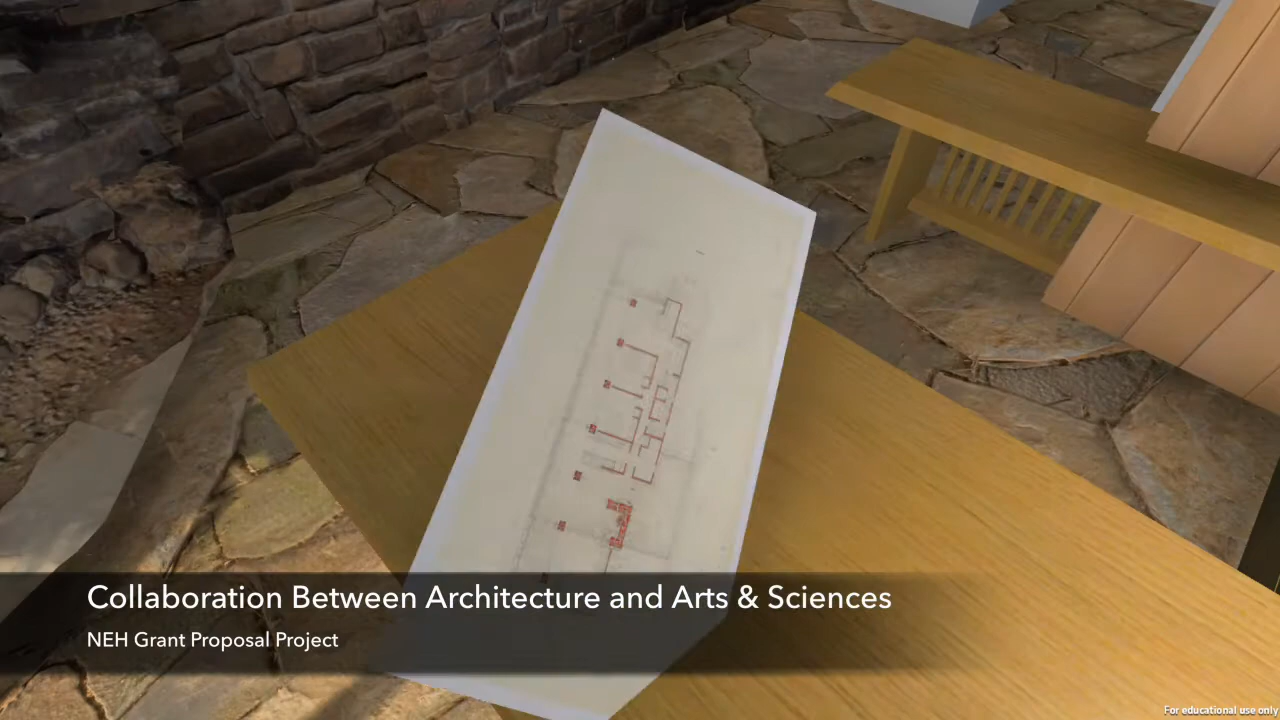 Collaboration Between Architecture and Arts & Sciences
NEH Grant Proposal Project
For educational use only